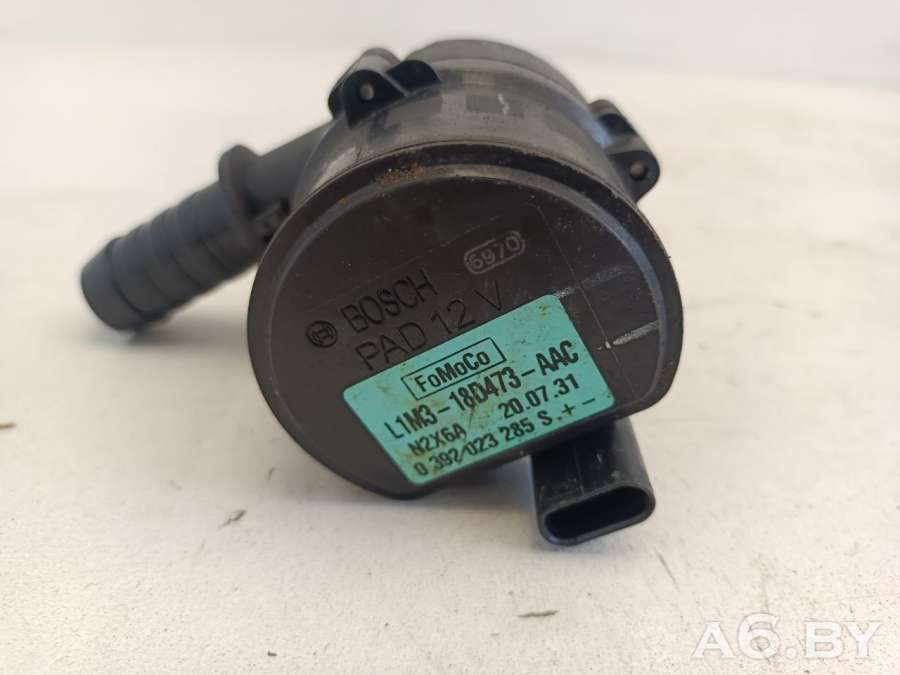 6970
BOSCH
PAD 12 V
FoMoCo
L1M3-18D473-AAC
N2X6A / 20.07.31
0 392 023 285 S.+-
A6.BY